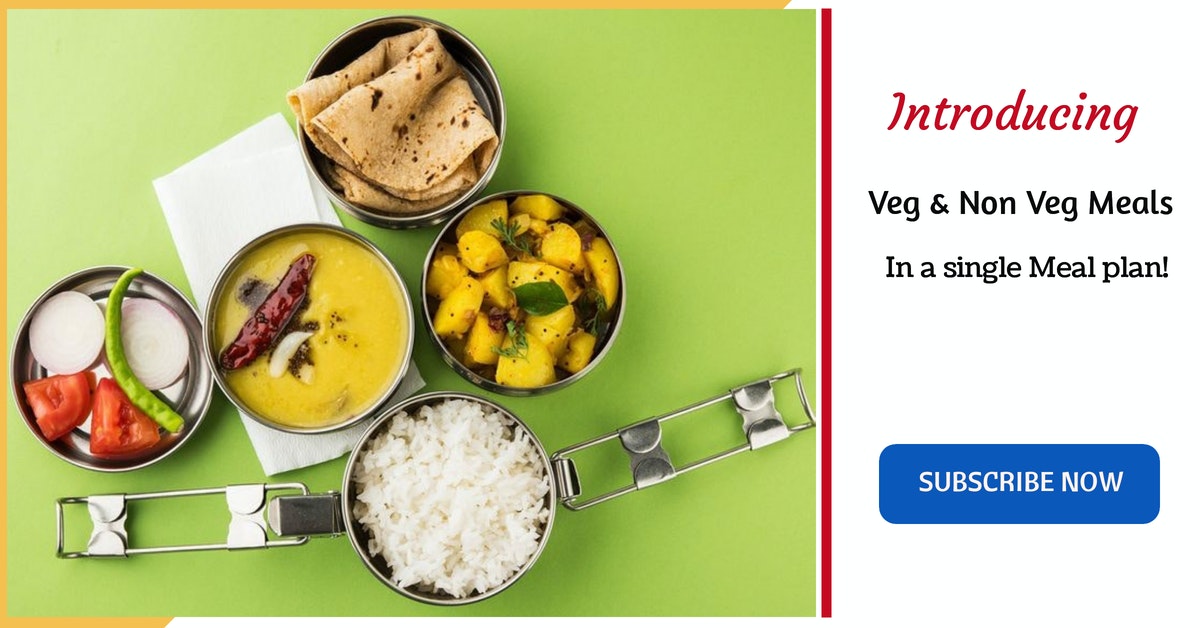 Introducing
Veg & Non Veg Meals
In a single Meal plan!
SUBSCRIBE NOW